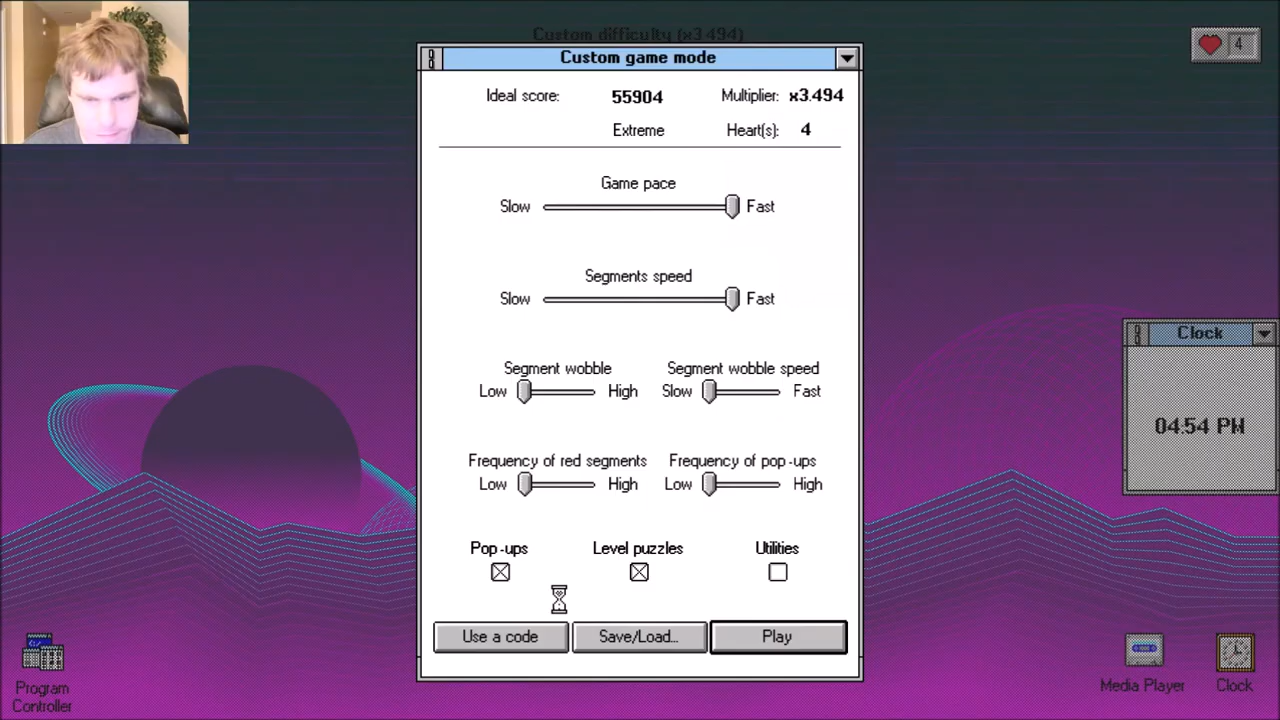 Custom difficulty (x3.494)
4
Custom game mode
Ideal score: 55904 Multiplier: x3.494
Extreme Heart(s): 4
Game pace
Slow Fast
Segments speed
Slow Fast
Segment wobble Segment wobble speed
Low High Slow Fast
Frequency of red segments Frequency of pop-ups
Low High Low High
Pop-ups Level puzzles Utilities
Use a code Save/Load... Play
Clock
04:54 PM
Program
Controller
Media Player
Clock